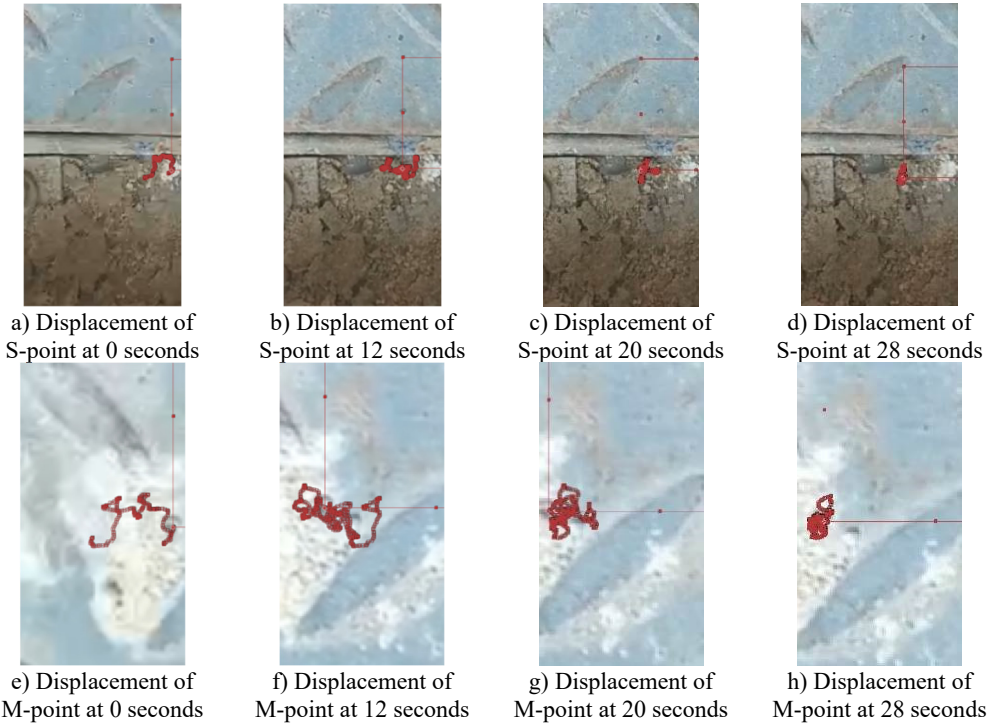 a) Displacement of
S-point at 0 seconds
b) Displacement of
S-point at 12 seconds
c) Displacement of
S-point at 20 seconds
d) Displacement of
S-point at 28 seconds
e) Displacement of
M-point at 0 seconds
f) Displacement of
M-point at 12 seconds
g) Displacement of
M-point at 20 seconds
h) Displacement of
M-point at 28 seconds